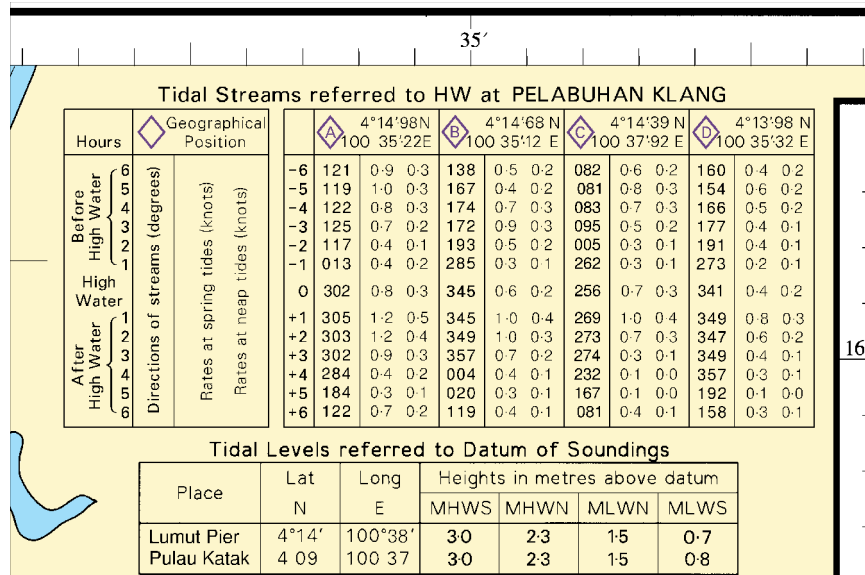 35′
Tidal Streams referred to HW at PELABUHAN KLANG
Hours Geographical Position A 4°14′·98N 100 35′·22E B 4°14′·68 N 100 35′·12 E C 4°14′·39 N 100 37′·92 E D 4°13′·98 N 100 35′·32 E
Before High Water
6
5
4
3
2
1
High Water
After High Water
1
2
3
4
5
6
Directions of streams (degrees)
Rates at spring tides (knots)
Rates at neap tides (knots)
−6 121 0·9 0·3 138 0·5 0·2 082 0·6 0·2 160 0·4 0·2
−5 119 1·0 0·3 167 0·4 0·2 081 0·8 0·3 154 0·6 0·2
−4 122 0·8 0·3 174 0·7 0·3 083 0·7 0·3 166 0·5 0·2
−3 125 0·7 0·2 172 0·9 0·3 095 0·5 0·2 177 0·4 0·1
−2 117 0·4 0·1 193 0·5 0·2 005 0·3 0·1 191 0·4 0·1
−1 013 0·4 0·2 285 0·3 0·1 262 0·3 0·1 273 0·2 0·1
0 302 0·8 0·3 345 0·6 0·2 256 0·7 0·3 341 0·4 0·2
+1 305 1·2 0·5 345 1·0 0·4 269 1·0 0·4 349 0·8 0·3
+2 303 1·2 0·4 349 1·0 0·3 273 0·7 0·3 347 0·6 0·2
+3 302 0·9 0·3 357 0·7 0·2 274 0·3 0·1 349 0·4 0·1
+4 284 0·4 0·2 004 0·4 0·1 232 0·1 0·0 357 0·3 0·1
+5 184 0·3 0·1 020 0·3 0·1 167 0·1 0·0 192 0·1 0·0
+6 122 0·7 0·2 119 0·4 0·1 081 0·4 0·1 158 0·3 0·1
16
Tidal Levels referred to Datum of Soundings
Place Lat N Long E Heights in metres above datum
MHWS MHWN MLWN MLWS
Lumut Pier 4°14′ 100°38′ 3·0 2·3 1·5 0·7
Pulau Katak 4 09 100 37 3·0 2·3 1·5 0·8